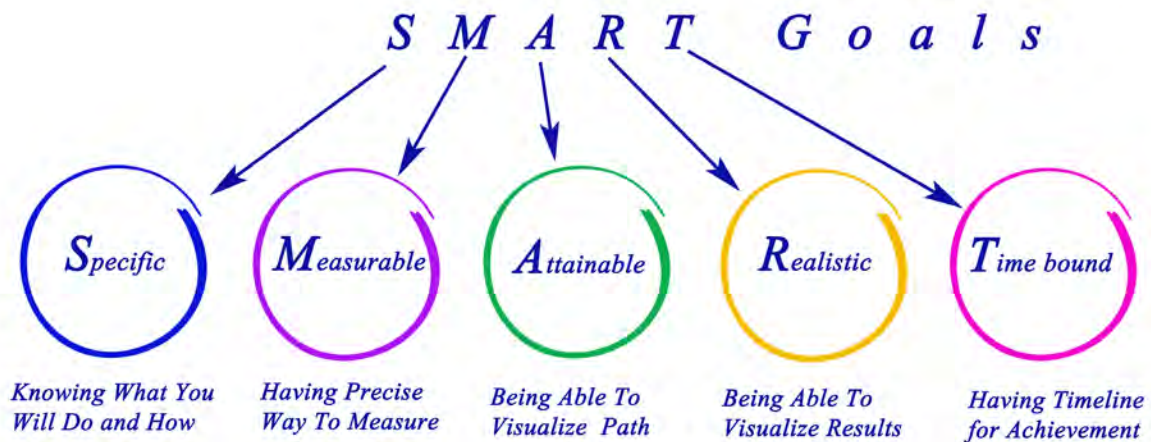 SMART Goals
Specific
Measurable
Attainable
Realistic
Time bound
Knowing What You
Will Do and How
Having Precise
Way To Measure
Being Able To
Visualize Path
Being Able To
Visualize Results
Having Timeline
for Achievement